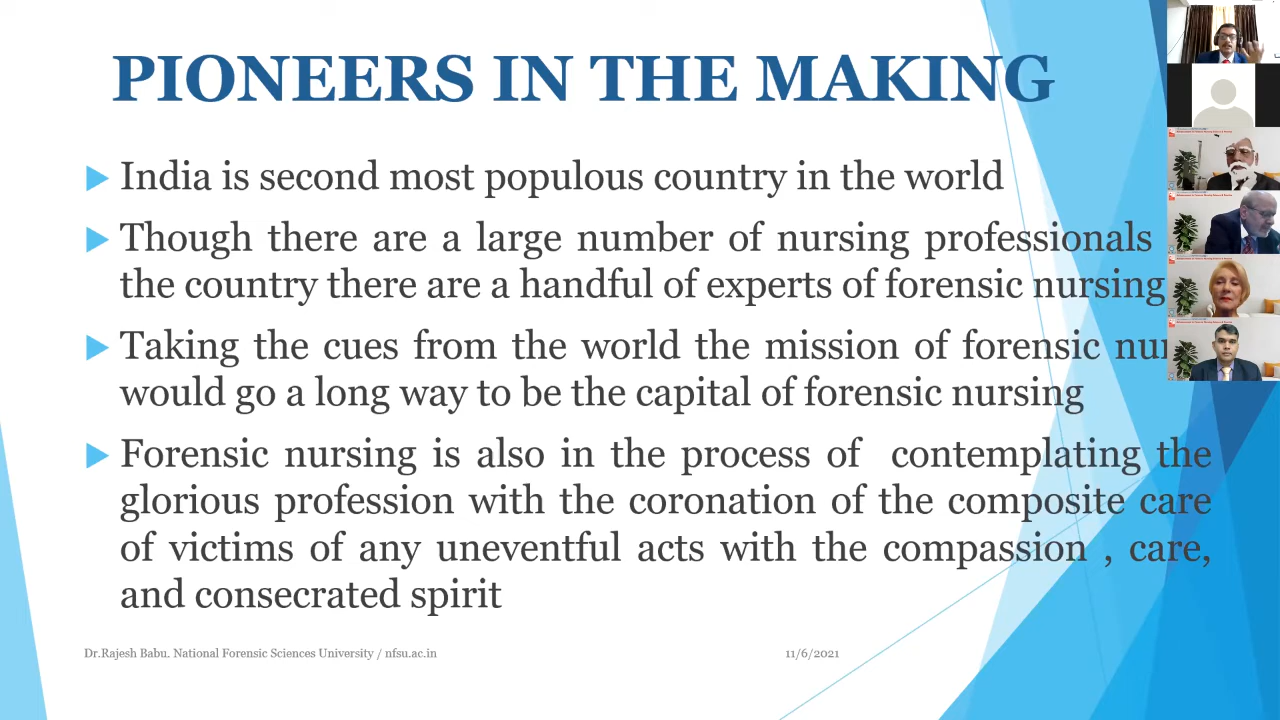 PIONEERS IN THE MAKING
India is second most populous country in the world
Though there are a large number of nursing professionals
the country there are a handful of experts of forensic nursing
Taking the cues from the world the mission of forensic
would go a long way to be the capital of forensic nursing
Forensic nursing is also in the process of contemplating the
glorious profession with the coronation of the composite care
of victims of any uneventful acts with the compassion , care,
and consecrated spirit
Dr.Rajesh Babu. National Forensic Sciences University / nfsu.ac.in
11/6/2021